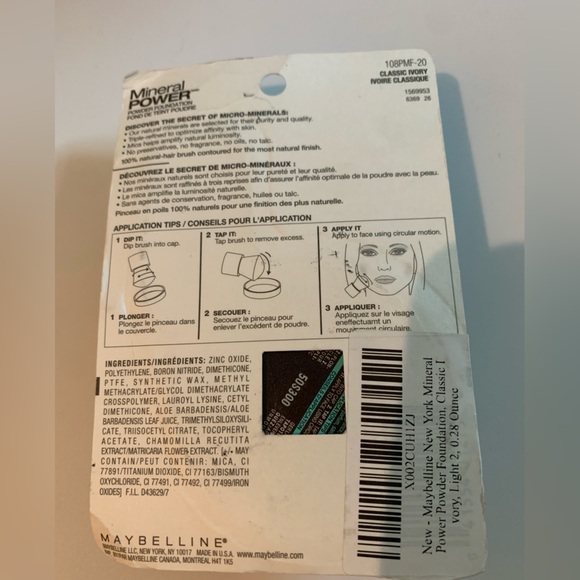 Mineral
POWER™
POWDER FOUNDATION
FOND DE TEINT POUDRE
108PMF-20
CLASSIC IVORY
IVOIRE CLASSIQUE
1569953
6369 26
DISCOVER THE SECRET OF MICRO-MINERALS:
• Our natural minerals are selected for their purity and quality.
• Triple-refined to optimize affinity with skin.
• Mica helps amplify natural luminosity.
• No preservatives, no fragrance, no oils, no talc.
100% natural-hair brush contoured for the most natural finish.
DÉCOUVREZ LE SECRET DE MICRO-MINÉRAUX :
• Nos minéraux naturels sont choisis pour leur pureté et leur qualité.
• Les minéraux sont raffinés à trois reprises afin d'assurer l'affinité optimale de la poudre avec la peau.
• Le mica amplifie la luminosité naturelle.
• Sans agents de conservation, fragrance, huiles ou talc.
Pinceau en poils 100% naturels pour une finition des plus naturelle.
APPLICATION TIPS / CONSEILS POUR L'APPLICATION
1 DIP IT:
Dip brush into cap.
1 PLONGER :
Plongez le pinceau dans
le couvercle.
2 TAP IT:
Tap brush to remove excess.
2 SECOUER :
Secouez le pinceau pour
enlever l'excédent de poudre.
3 APPLY IT
Apply to face using circular motion.
3 APPLIQUER :
Appliquez sur le visage
eneffectuamt un
mouvement circulaire.
INGREDIENTS/INGRÉDIENTS: ZINC OXIDE,
POLYETHYLENE, BORON NITRIDE, DIMETHICONE,
PTFE, SYNTHETIC WAX, METHYL
METHACRYLATE/GLYCOL DIMETHACRYLATE
CROSSPOLYMER, LAUROYL LYSINE, CETYL
DIMETHICONE, ALOE BARBADENSIS/ALOE
BARBADENSIS LEAF JUICE, TRIMETHYLSILOXYSILI-
CATE, TRIISOCETYL CITRATE, TOCOPHERYL
ACETATE, CHAMOMILLA RECUTITA
EXTRACT/MATRICARIA FLOWER EXTRACT. [+/- MAY
CONTAIN/PEUT CONTENIR: MICA, CI
77891/TITANIUM DIOXIDE, CI 77163/BISMUTH
OXYCHLORIDE, CI 77491, CI 77492, CI 77499/IRON
OXIDES] F.I.L. D43629/7
50S300
MAYBELLINE®
MAYBELLINE LLC, NEW YORK, NY 10017 MADE IN U.S.A. www.maybelline.com
MAYBELLINE CANADA, MONTREAL H4T 1K5
X002CUH1ZJ
New - Maybelline New York Mineral
Power Powder Foundation, Classic I
vory, Light 2, 0.28 Ounce